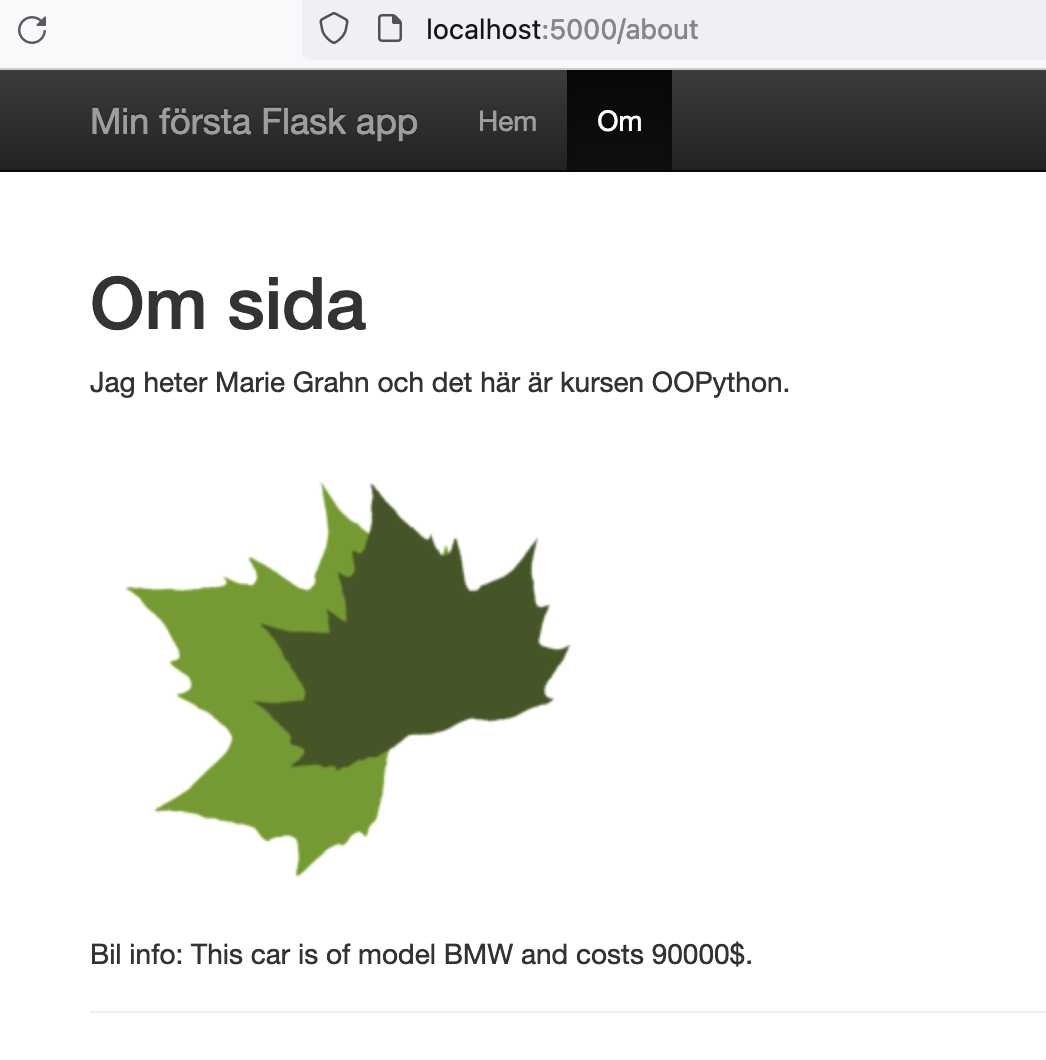 localhost:5000/about
Min första Flask app Hem Om
Om sida
Jag heter Marie Grahn och det här är kursen OOPython.
Bil info: This car is of model BMW and costs 90000$.